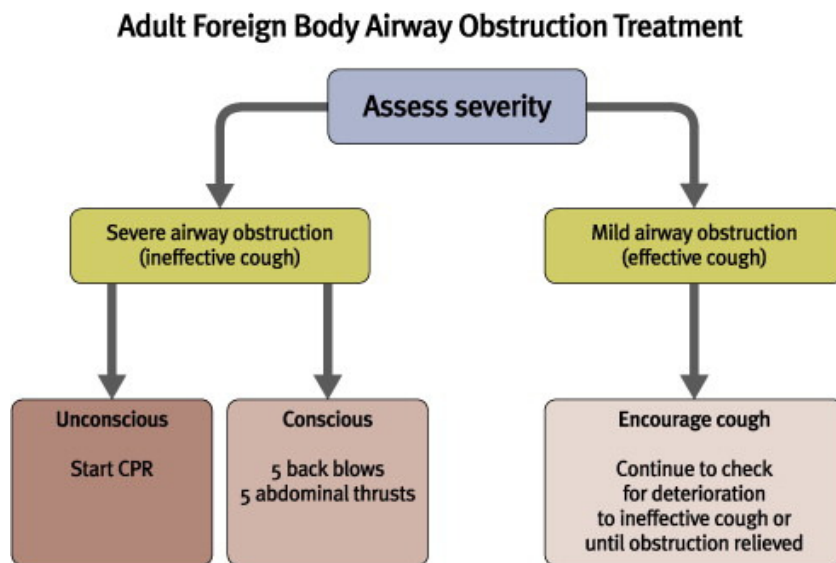 Adult Foreign Body Airway Obstruction Treatment
Assess severity
Severe airway obstruction
(ineffective cough)
Mild airway obstruction
(effective cough)
Unconscious
Start CPR
Conscious
5 back blows
5 abdominal thrusts
Encourage cough
Continue to check
for deterioration
to ineffective cough or
until obstruction relieved